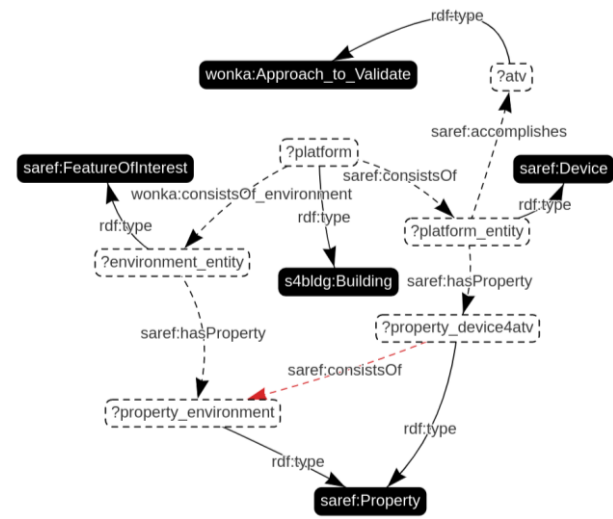 rdf:type
wonka:Approach_to_Validate
?atv
saref:accomplishes
?platform
saref:FeatureOfInterest
saref:consistsOf
saref:Device
wonka:consistsOf_environment
rdf:type
rdf:type
rdf:type
?platform_entity
?environment_entity
s4bldg:Building
saref:hasProperty
?property_device4atv
saref:hasProperty
saref:consistsOf
?property_environment
rdf:type
rdf:type
saref:Property